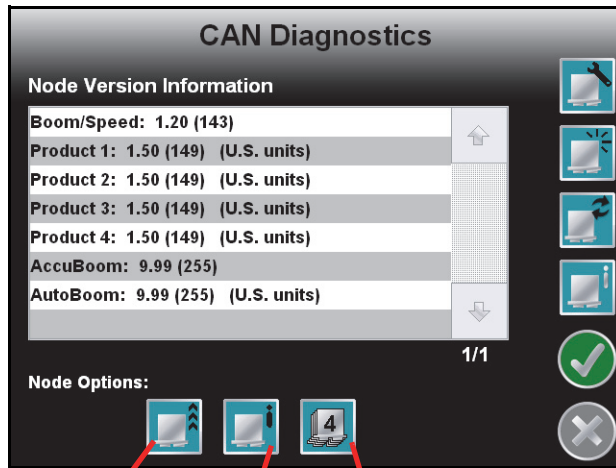 CAN Diagnostics
Node Version Information
Boom/Speed: 1.20 (143)
Product 1: 1.50 (149) (U.S. units)
Product 2: 1.50 (149) (U.S. units)
Product 3: 1.50 (149) (U.S. units)
Product 4: 1.50 (149) (U.S. units)
AccuBoom: 9.99 (255)
AutoBoom: 9.99 (255) (U.S. units)
1/1
Node Options:
4